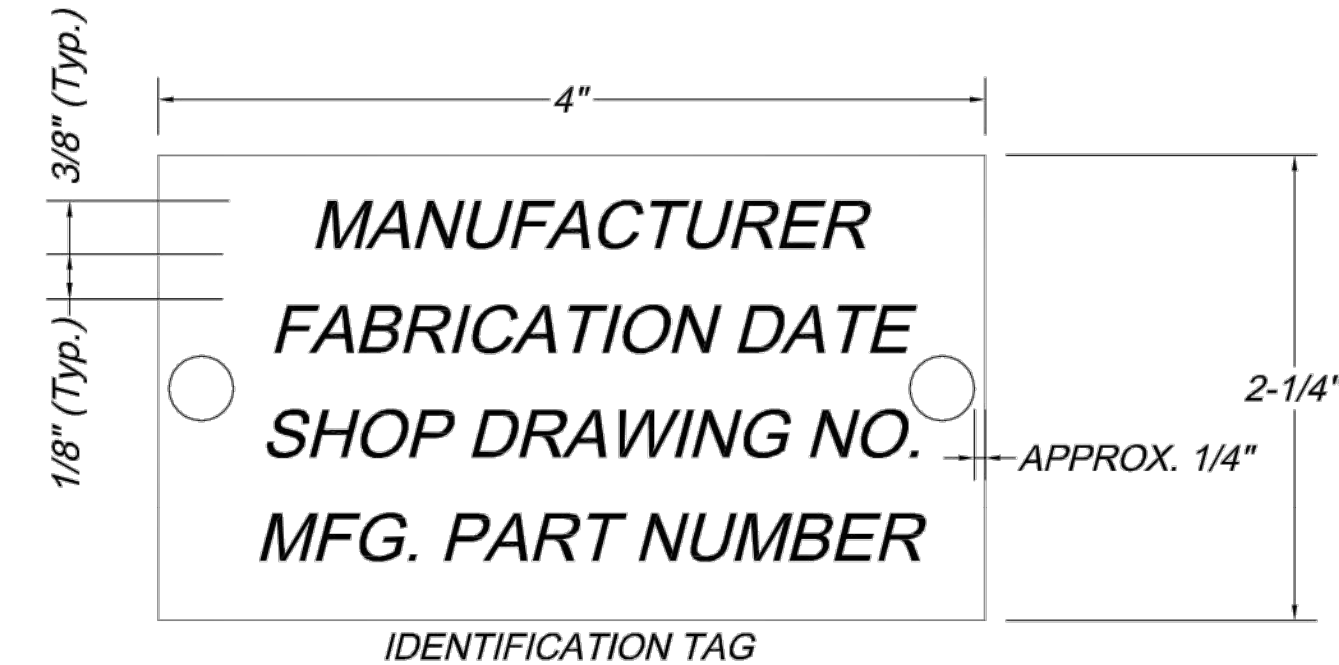 3/8" (Typ.)
4"
MANUFACTURER
FABRICATION DATE
1/8" (Typ.)
2-1/4"
SHOP DRAWING NO.
APPROX. 1/4"
MFG. PART NUMBER
IDENTIFICATION TAG